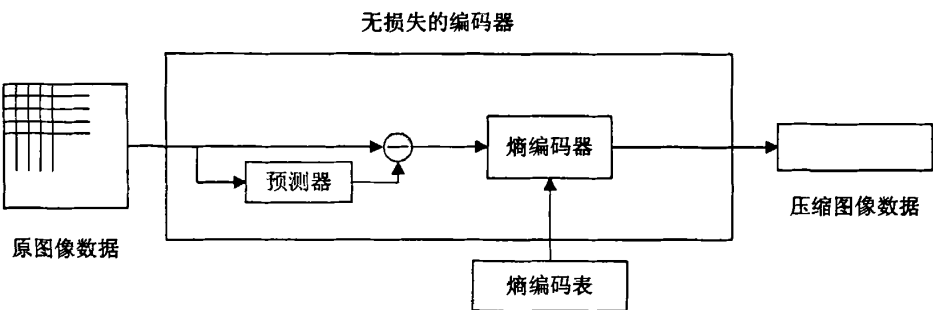 无损失的编码器
熵编码器
预测器
压缩图像数据
原图像数据
熵编码表